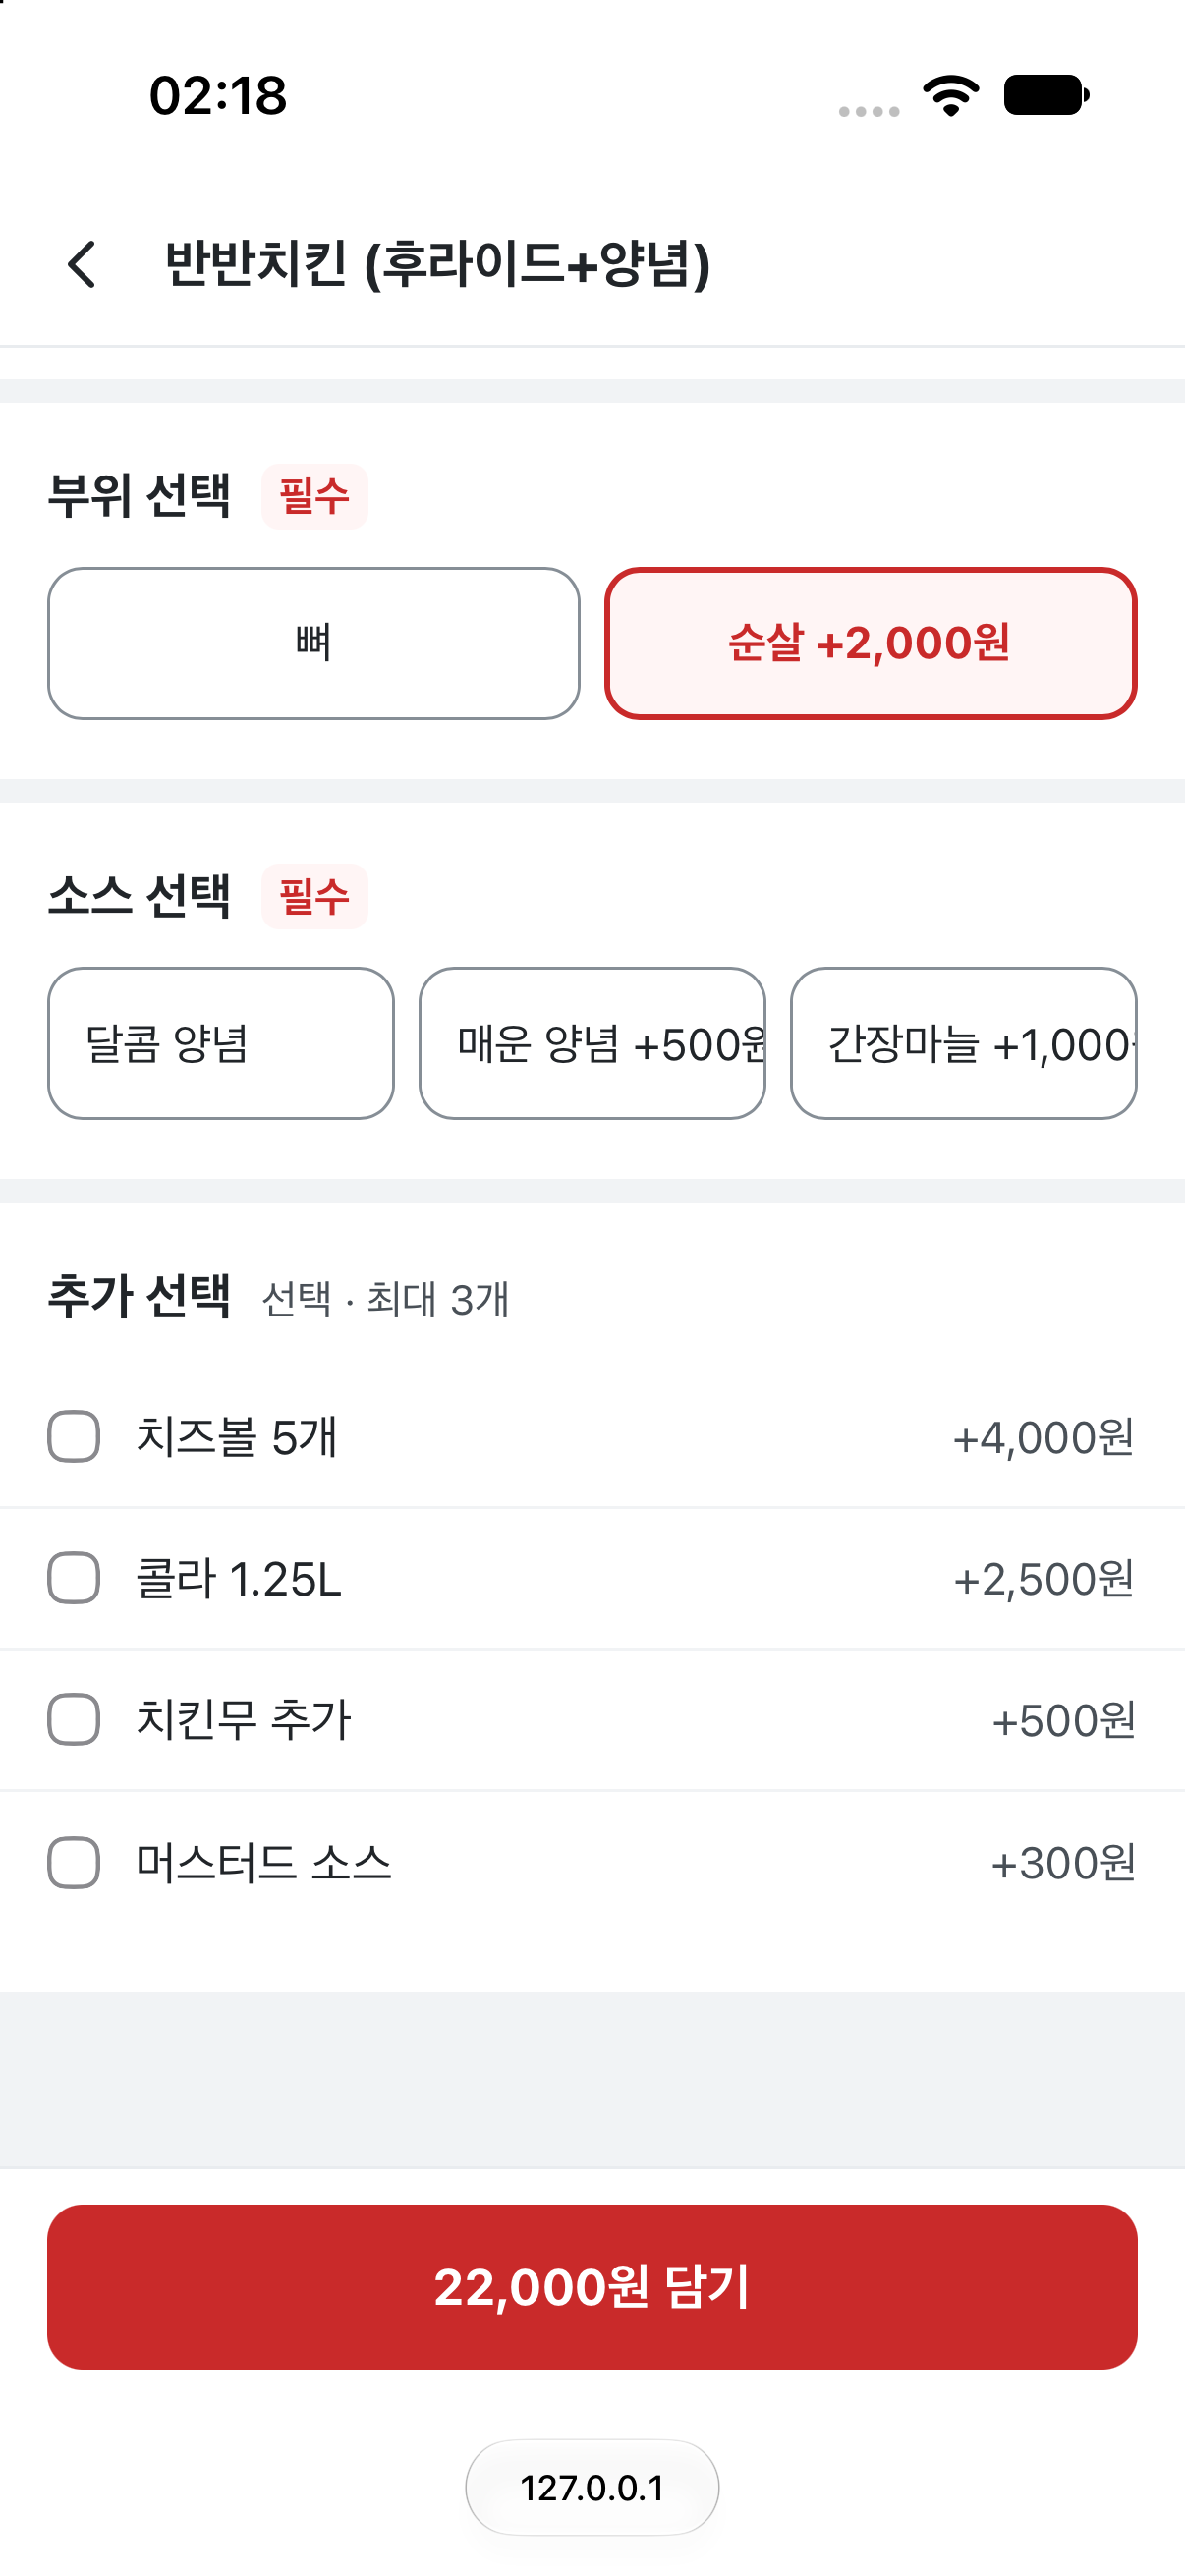 02:18
반반치킨 (후라이드+양념)
부위 선택 필수
뼈 순살 +2,000원
소스 선택 필수
달콤 양념 매운 양념 +500원 간장마늘 +1,000
추가 선택 선택 · 최대 3개
치즈볼 5개 +4,000원
콜라 1.25L +2,500원
치킨무 추가 +500원
머스터드 소스 +300원
22,000원 담기
127.0.0.1